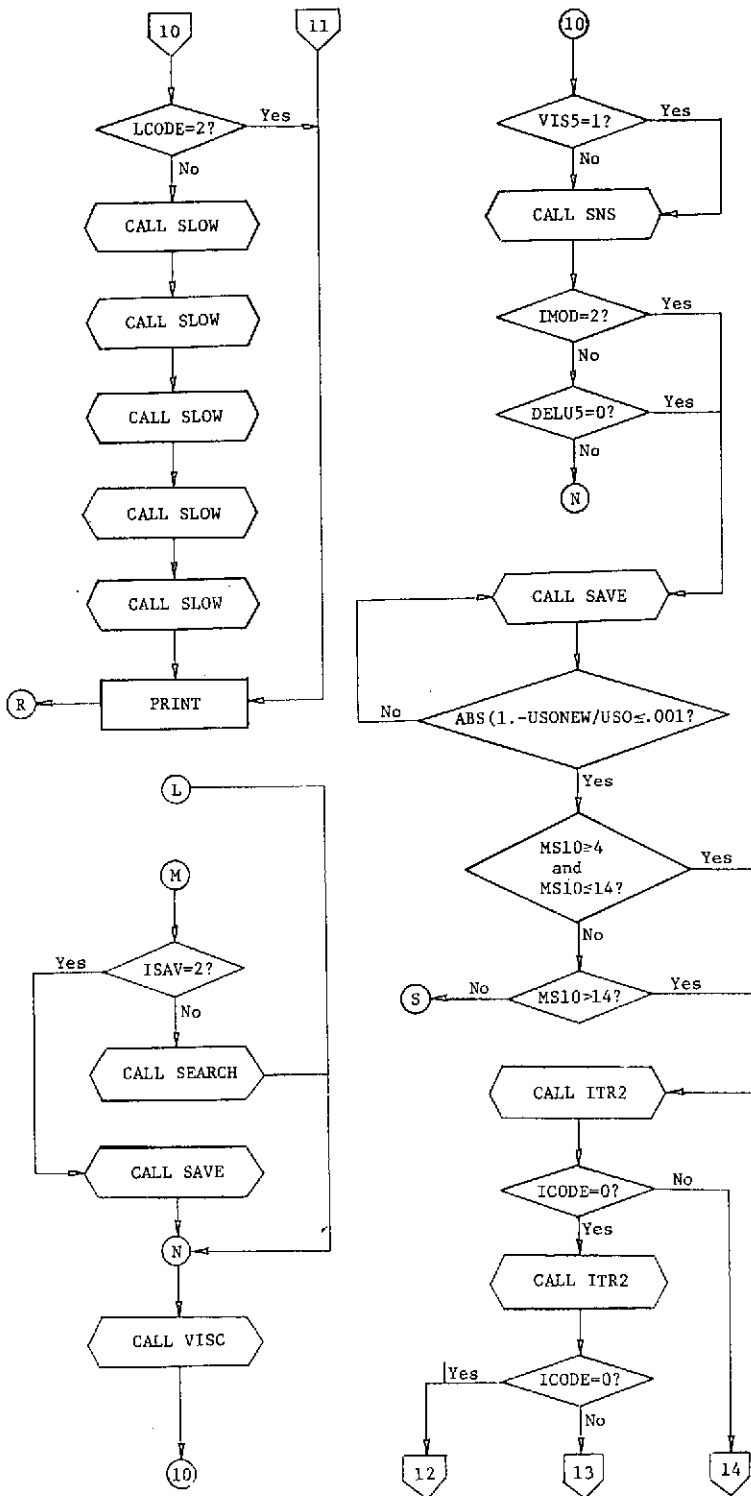 10
11
LCODE=2?
Yes
No
CALL SLOW
CALL SLOW
CALL SLOW
CALL SLOW
CALL SLOW
R
PRINT
L
M
Yes
ISAV=2?
No
CALL SEARCH
CALL SAVE
N
CALL VISC
10
10
VIS5=1?
Yes
No
CALL SNS
IMOD=2?
Yes
No
DELU5=0?
Yes
No
N
CALL SAVE
No
ABS(1.-USONEW/USO≤.001?
Yes
MS10≥4
and
MS10≤14?
Yes
No
S
No
MS10>14?
Yes
CALL ITR2
ICODE=0?
No
Yes
CALL ITR2
Yes
ICODE=0?
No
12
13
14